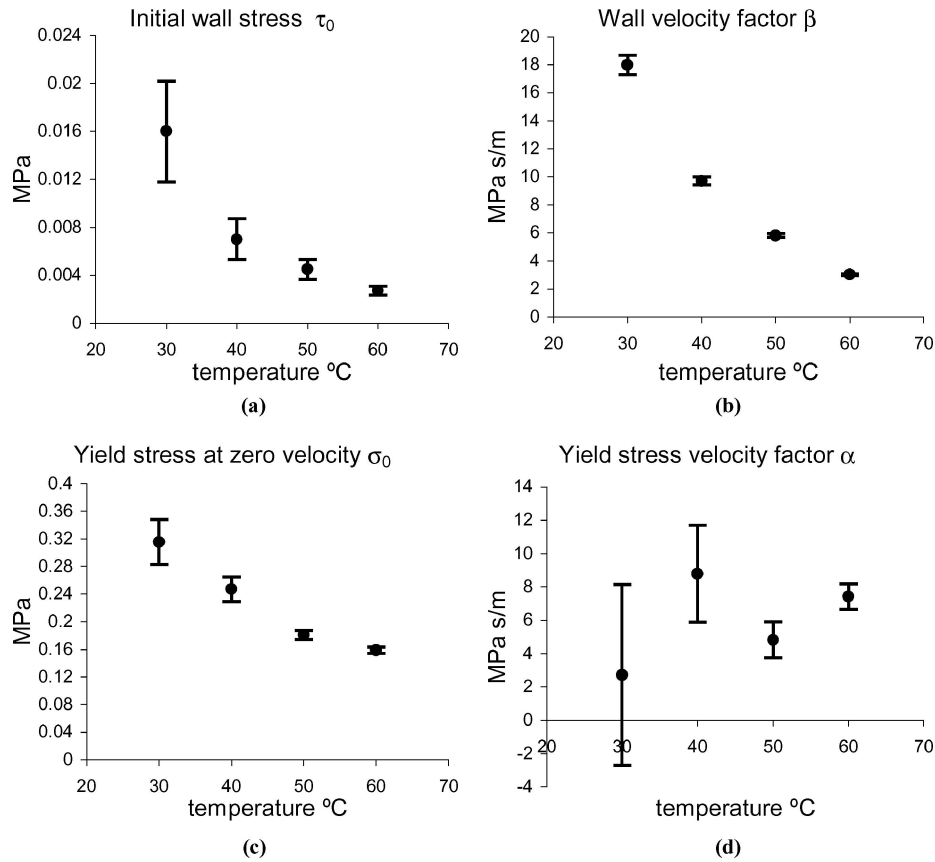 Initial wall stress τ0
0.024
0.02
0.016
0.012
0.008
0.004
0
MPa
20 30 40 50 60 70
temperature ºC
(a)
Wall velocity factor β
20
18
16
14
12
10
8
6
4
2
0
MPa s/m
20 30 40 50 60 70
temperature ºC
(b)
Yield stress at zero velocity σ0
0.4
0.36
0.32
0.28
0.24
0.2
0.16
0.12
0.08
0.04
0
MPa
20 30 40 50 60 70
temperature ºC
(c)
Yield stress velocity factor α
14
12
10
8
6
4
2
0
-2
-4
MPa s/m
20 30 40 50 60 70
temperature ºC
(d)